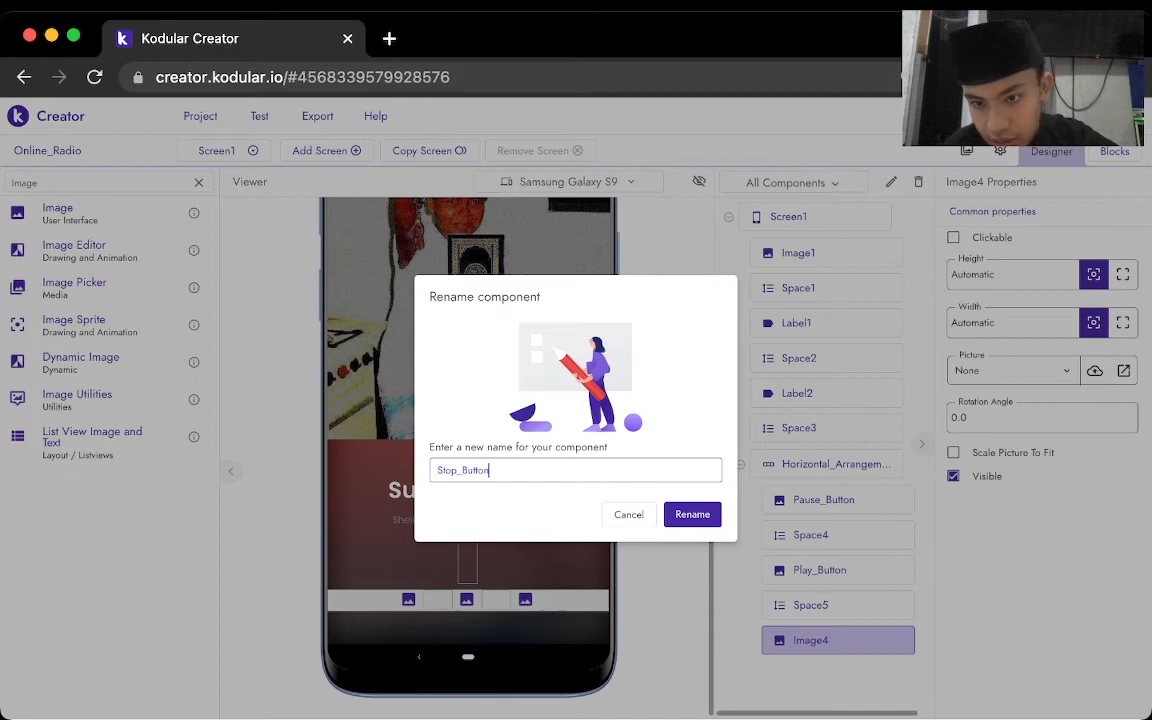 Kodular Creator
creator.kodular.io/#4568339579928576
Creator
Project
Test
Export
Help
Online_Radio
Screen1
Add Screen
Copy Screen
Remove Screen
Designer
Blocks
Image
Viewer
Samsung Galaxy S9
All Components
Image4 Properties
Image
User Interface
Image Editor
Drawing and Animation
Image Picker
Media
Image Sprite
Drawing and Animation
Dynamic Image
Dynamic
Image Utilities
Utilities
List View Image and
Text
Layout / Listviews
Su
Rename component
Enter a new name for your component
Stop_Button
Cancel
Rename
Screen1
Image1
Space1
Label1
Space2
Label2
Space3
Horizontal_Arrangem...
Pause_Button
Space4
Play_Button
Space5
Image4
Common properties
Clickable
Height
Automatic
Width
Automatic
Picture
None
Rotation Angle
0.0
Scale Picture To Fit
Visible